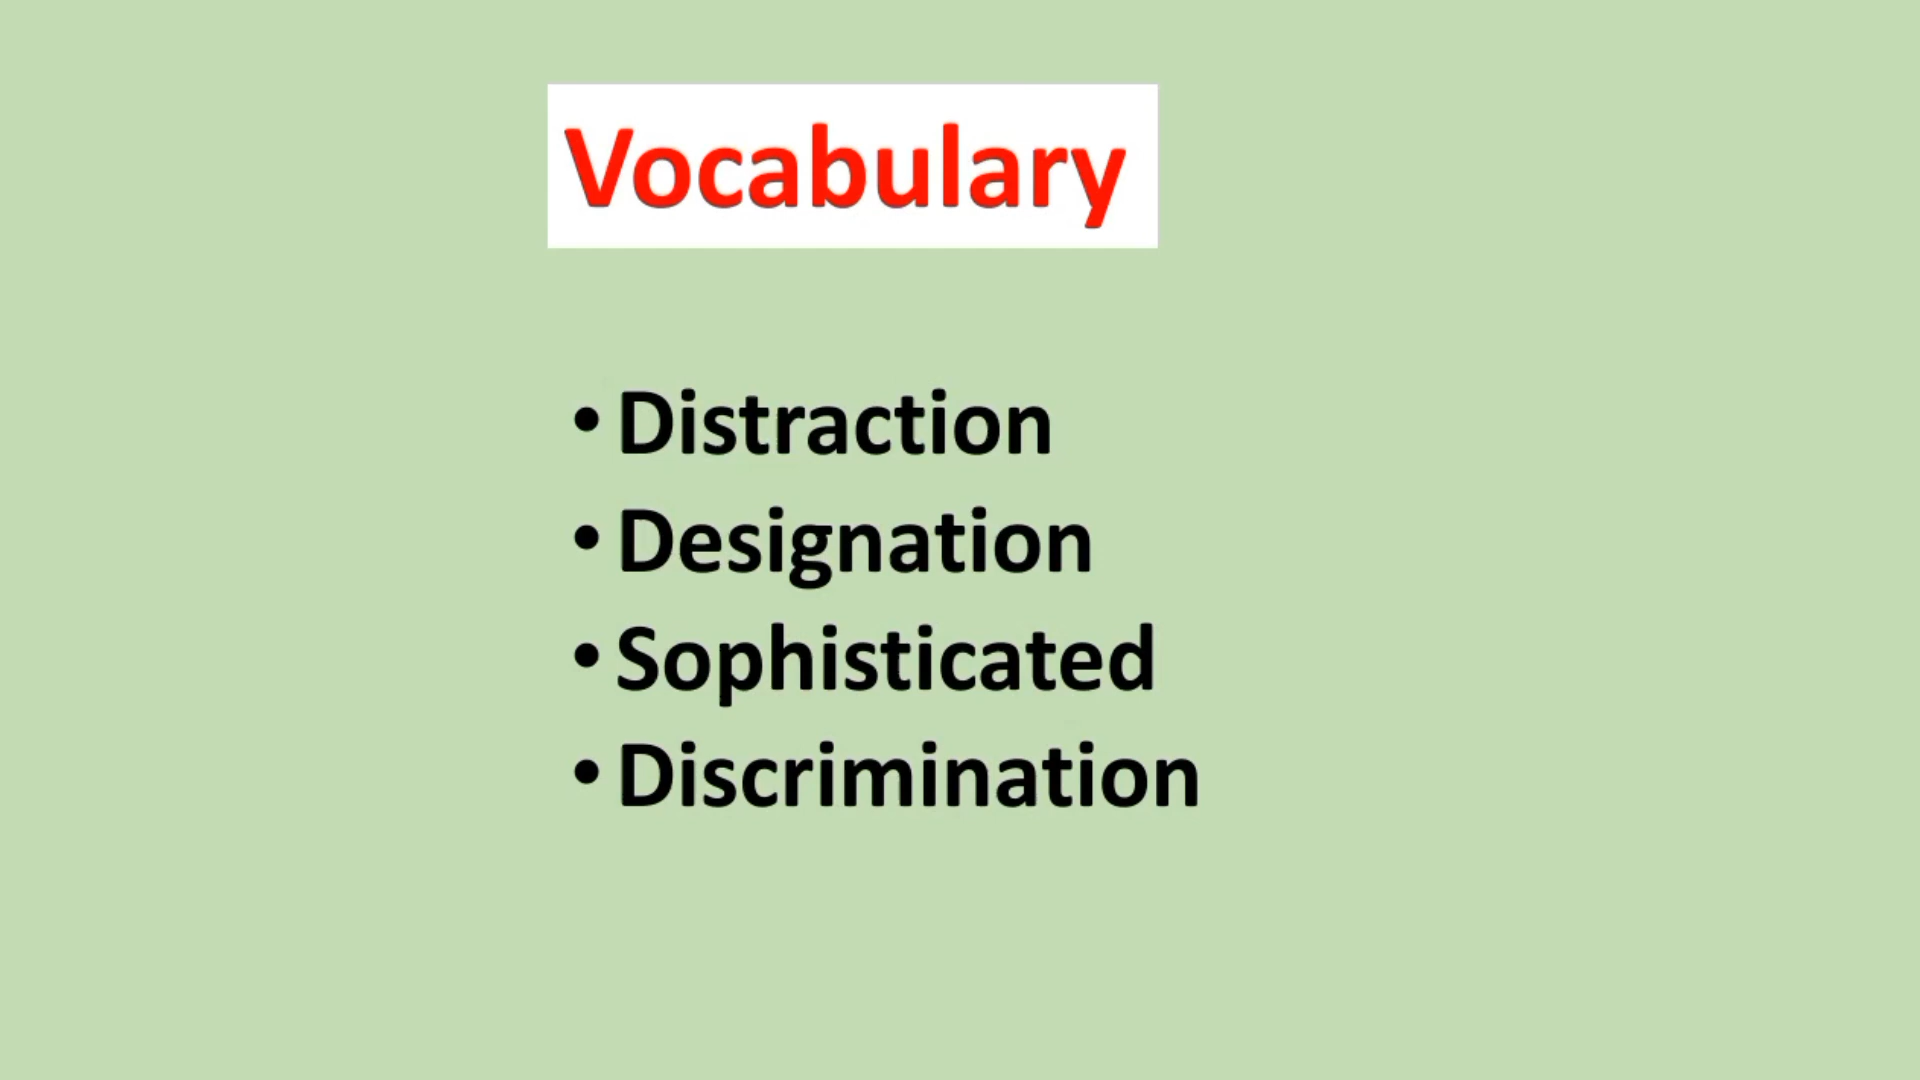 Vocabulary
• Distraction
• Designation
• Sophisticated
• Discrimination